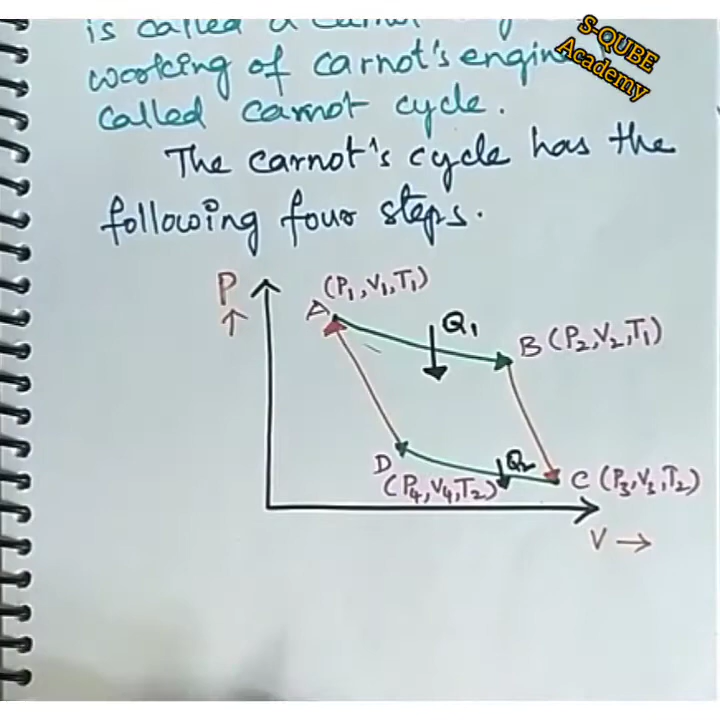 is called a
S-QUBE
Academy
working of carnot's engine
called carnot cycle.
The carnot's cycle has the
following four steps.
P
↑
(P₁,V₁,T₁)
A
Q₁
B (P₂,V₂,T₁)
D
Q₂
(P₄,V₄,T₂)
C (P₃,V₃,T₂)
V →